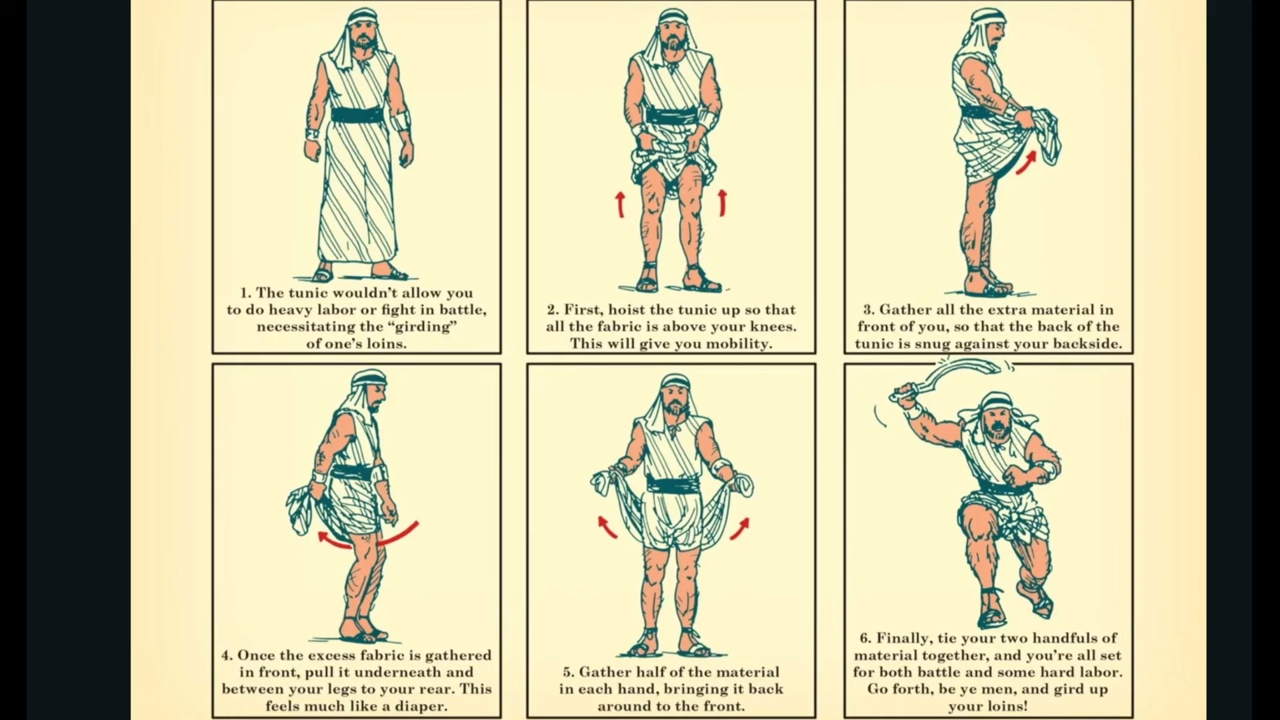 1. The tunic wouldn't allow you
to do heavy labor or fight in battle,
necessitating the “girding”
of one's loins.
2. First, hoist the tunic up so that
all the fabric is above your knees.
This will give you mobility.
3. Gather all the extra material in
front of you, so that the back of the
tunic is snug against your backside.
4. Once the excess fabric is gathered
in front, pull it underneath and
between your legs to your rear. This
feels much like a diaper.
5. Gather half of the material
in each hand, bringing it back
around to the front.
6. Finally, tie your two handfuls of
material together, and you're all set
for both battle and some hard labor.
Go forth, be ye men, and gird up
your loins!